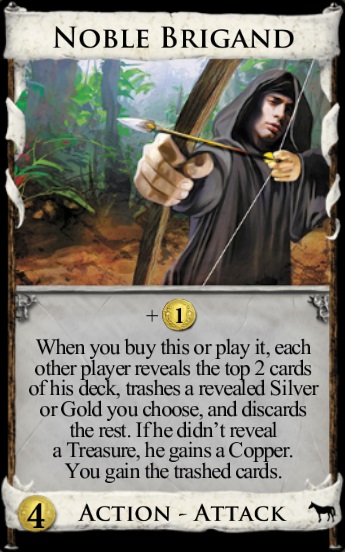 Noble Brigand
+ 1
When you buy this or play it, each
other player reveals the top 2 cards
of his deck, trashes a revealed Silver
or Gold you choose, and discards
the rest. If he didn't reveal
a Treasure, he gains a Copper.
You gain the trashed cards.
4 Action - Attack